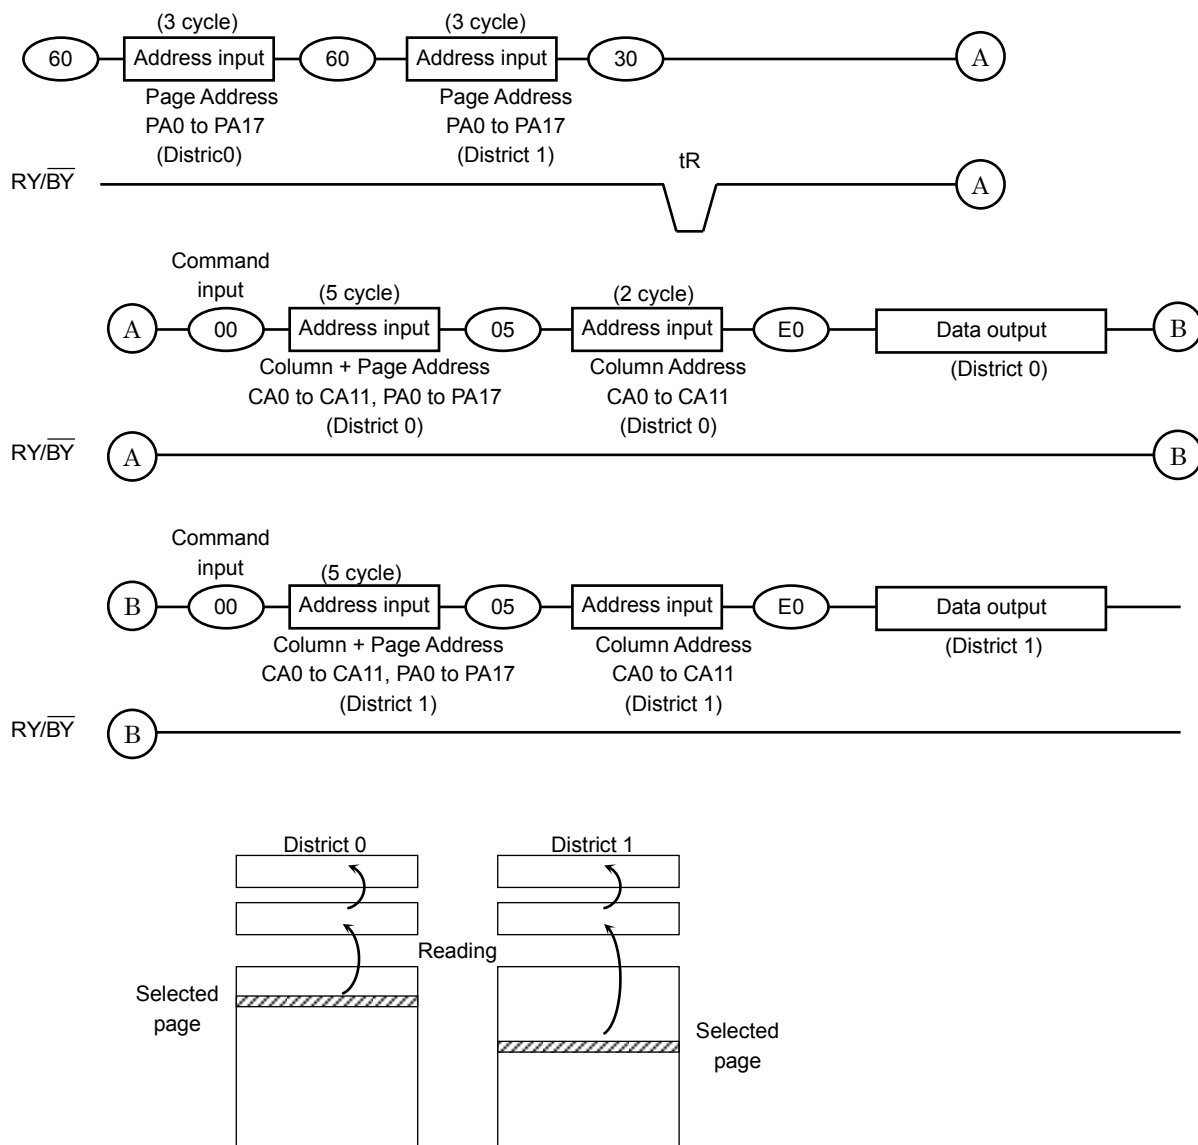 (3 cycle) (3 cycle)
60 Address input 60 Address input 30 A
Page Address Page Address
PA0 to PA17 PA0 to PA17
(Distric0) (District 1)
tR
RY/BY A
Command
input
(5 cycle) (2 cycle)
A 00 Address input 05 Address input E0 Data output B
Column + Page Address Column Address (District 0)
CA0 to CA11, PA0 to PA17 CA0 to CA11
(District 0) (District 0)
RY/BY A B
Command
input
(5 cycle)
B 00 Address input 05 Address input E0 Data output
Column + Page Address Column Address (District 1)
CA0 to CA11, PA0 to PA17 CA0 to CA11
(District 1) (District 1)
RY/BY B
District 0 District 1
Reading
Selected
page
Selected
page